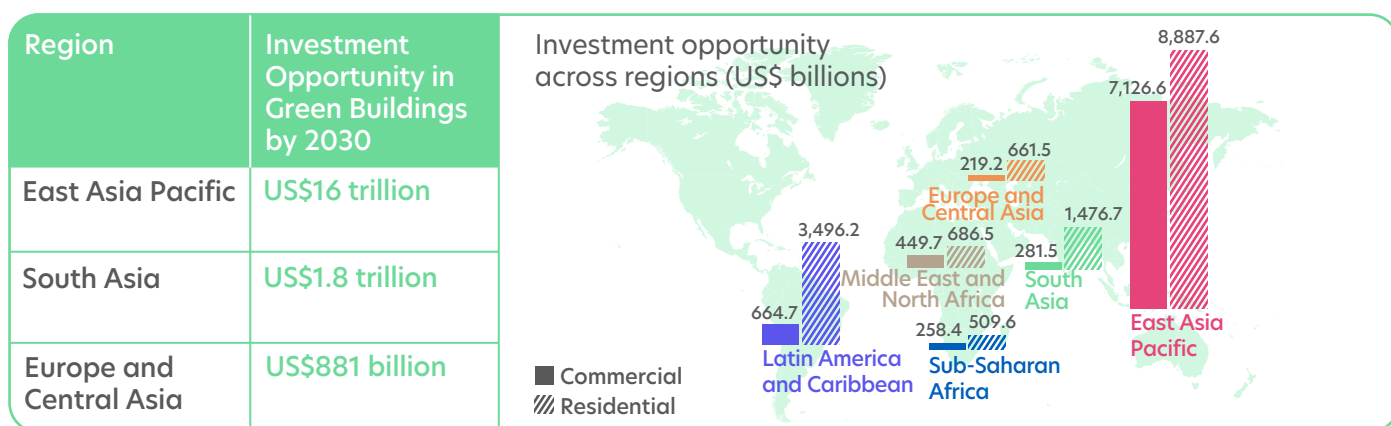 Region
Investment
Opportunity in
Green Buildings
by 2030
East Asia Pacific
US$16 trillion
South Asia
US$1.8 trillion
Europe and
Central Asia
US$881 billion
Investment opportunity
across regions (US$ billions)
664.7
3,496.2
Latin America
and Caribbean
219.2
661.5
Europe and
Central Asia
449.7
686.5
Middle East and
North Africa
258.4
509.6
Sub-Saharan
Africa
281.5
1,476.7
South
Asia
7,126.6
8,887.6
East Asia
Pacific
Commercial
Residential